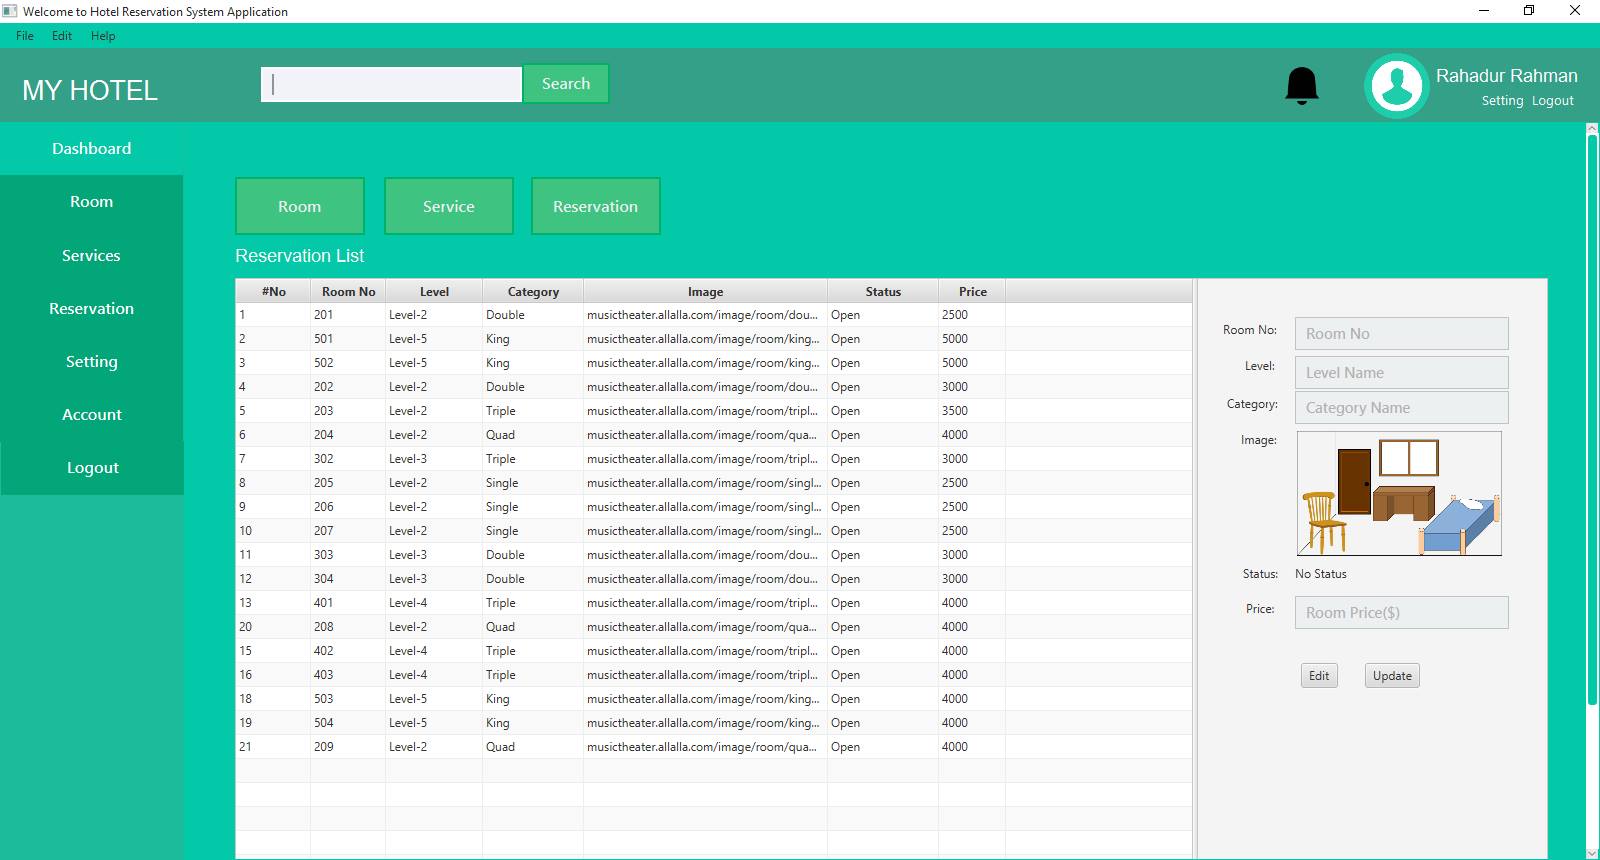 Welcome to Hotel Reservation System Application
File Edit Help
MY HOTEL
Search
Rahadur Rahman
Setting Logout
Dashboard
Room
Services
Reservation
Setting
Account
Logout
Room Service Reservation
Reservation List
#No Room No Level Category Image Status Price
1 201 Level-2 Double musictheater.allalla.com/image/room/dou... Open 2500
2 501 Level-5 King musictheater.allalla.com/image/room/king... Open 5000
3 502 Level-5 King musictheater.allalla.com/image/room/king... Open 5000
4 202 Level-2 Double musictheater.allalla.com/image/room/dou... Open 3000
5 203 Level-2 Triple musictheater.allalla.com/image/room/tripl... Open 3500
6 204 Level-2 Quad musictheater.allalla.com/image/room/qua... Open 4000
7 302 Level-3 Triple musictheater.allalla.com/image/room/tripl... Open 3000
8 205 Level-2 Single musictheater.allalla.com/image/room/singl... Open 2500
9 206 Level-2 Single musictheater.allalla.com/image/room/singl... Open 2500
10 207 Level-2 Single musictheater.allalla.com/image/room/singl... Open 2500
11 303 Level-3 Double musictheater.allalla.com/image/room/dou... Open 3000
12 304 Level-3 Double musictheater.allalla.com/image/room/dou... Open 3000
13 401 Level-4 Triple musictheater.allalla.com/image/room/tripl... Open 4000
20 208 Level-2 Quad musictheater.allalla.com/image/room/qua... Open 4000
15 402 Level-4 Triple musictheater.allalla.com/image/room/tripl... Open 4000
16 403 Level-4 Triple musictheater.allalla.com/image/room/tripl... Open 4000
18 503 Level-5 King musictheater.allalla.com/image/room/king... Open 4000
19 504 Level-5 King musictheater.allalla.com/image/room/king... Open 4000
21 209 Level-2 Quad musictheater.allalla.com/image/room/qua... Open 4000
Room No: Room No
Level: Level Name
Category: Category Name
Image:
Status: No Status
Price: Room Price($)
Edit Update